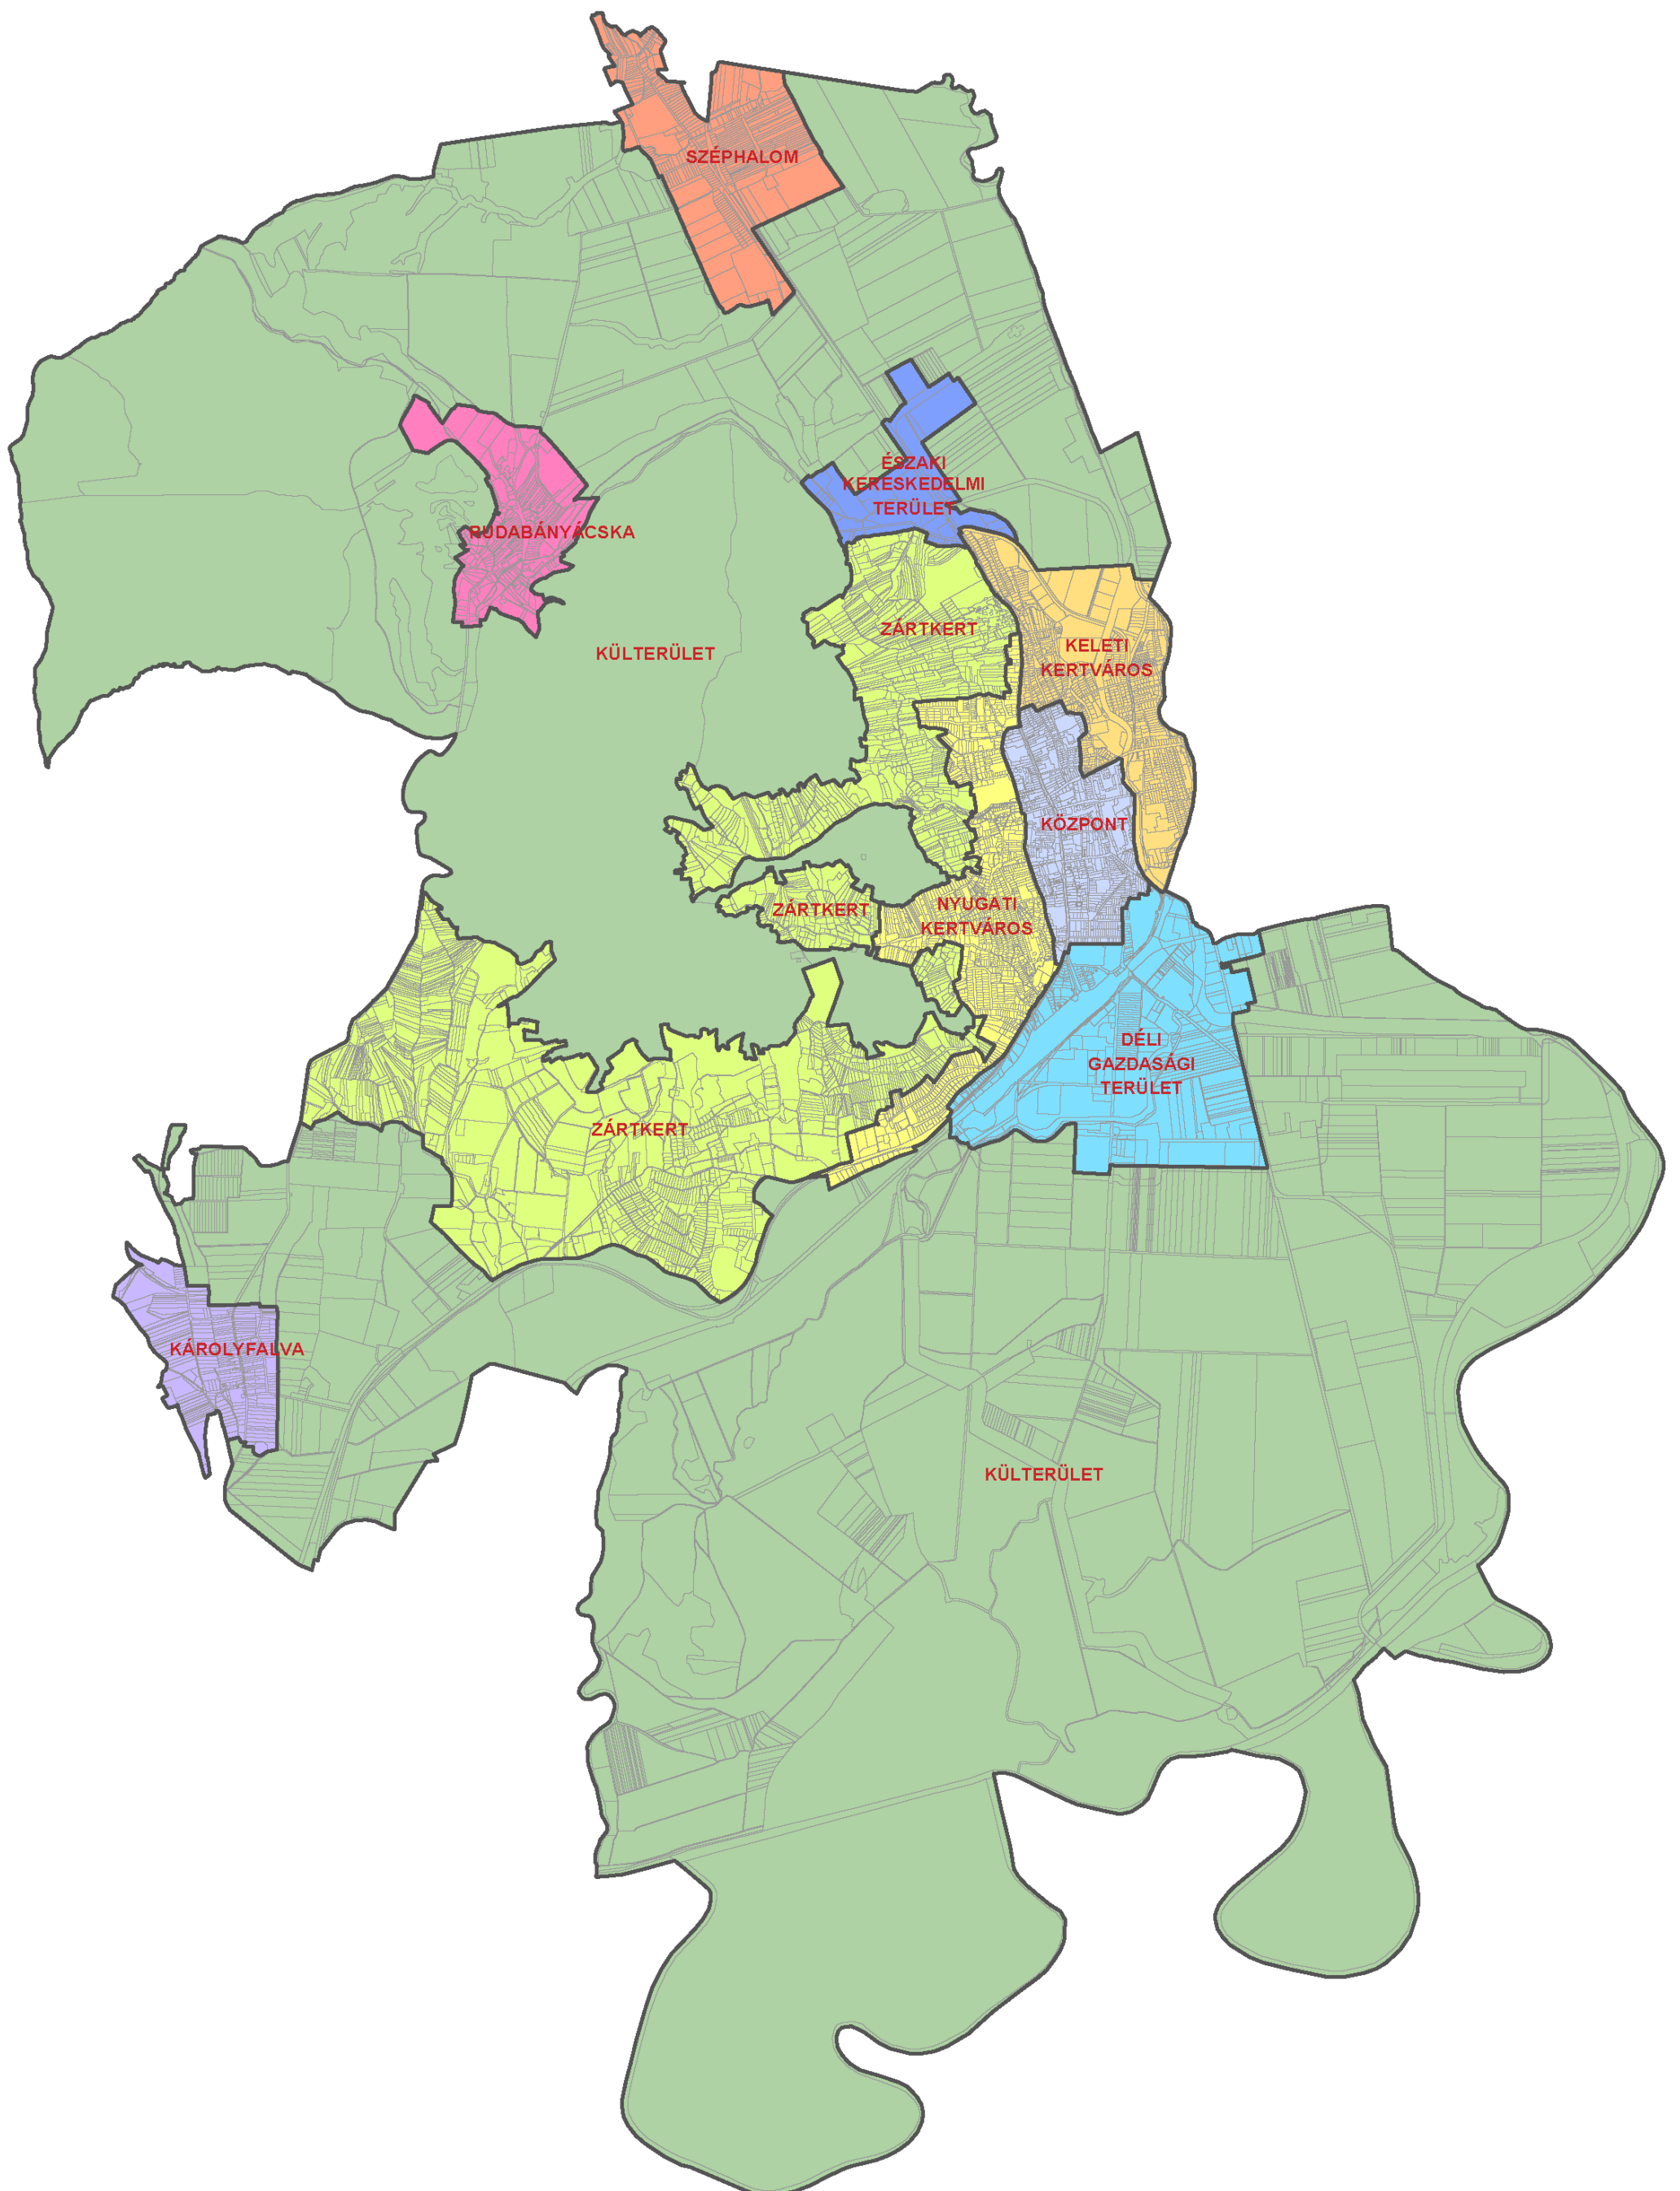 SZÉPHALOM
ÉSZAKI
KERESKEDELMI
TERÜLET
RUDABÁNYÁCSKA
ZÁRTKERT
KÜLTERÜLET
KELETI
KERTVÁROS
KÖZPONT
ZÁRTKERT
NYUGATI
KERTVÁROS
DÉLI
GAZDASÁGI
TERÜLET
ZÁRTKERT
KÁROLYFALVA
KÜLTERÜLET